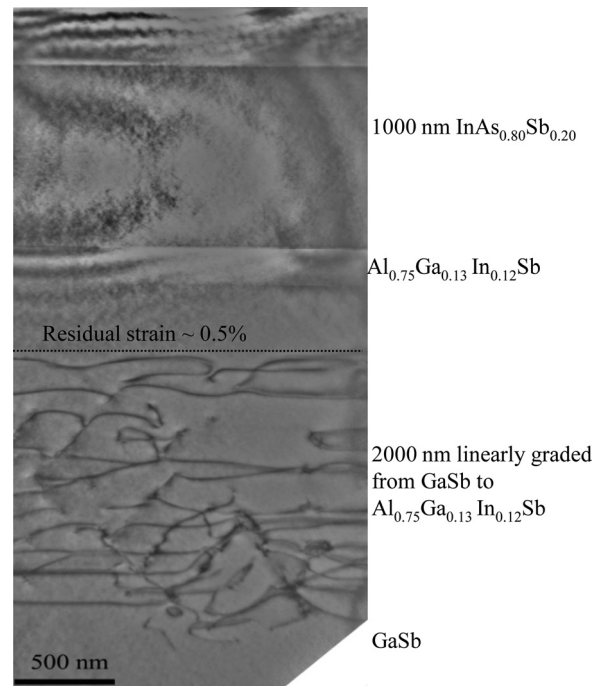 1000 nm InAs0.80Sb0.20
Al0.75Ga0.13 In0.12Sb
Residual strain ~ 0.5%
2000 nm linearly graded
from GaSb to
Al0.75Ga0.13 In0.12Sb
GaSb
500 nm